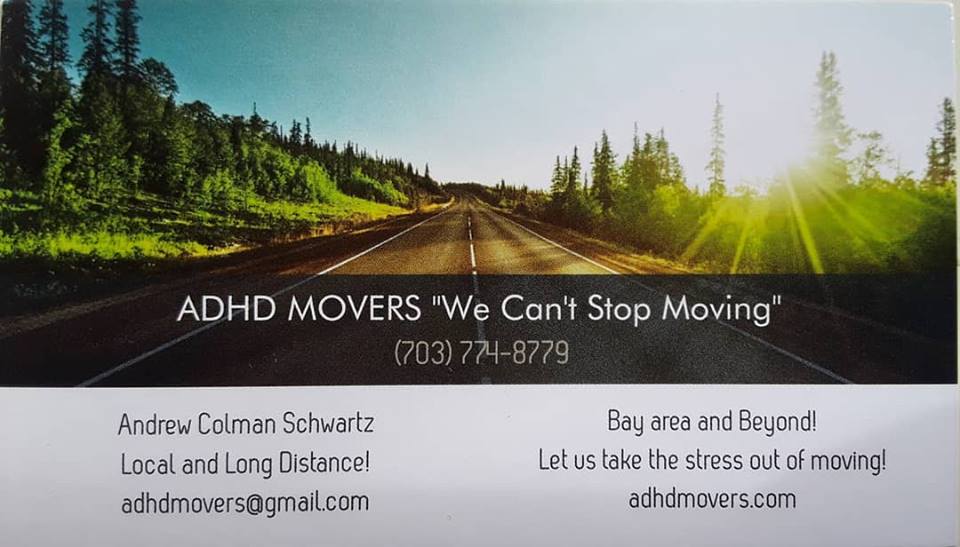 ADHD MOVERS "We Can't Stop Moving"
(703) 774-8779
Andrew Colman Schwartz
Local and Long Distance!
adhdmovers@gmail.com
Bay area and Beyond!
Let us take the stress out of moving!
adhdmovers.com